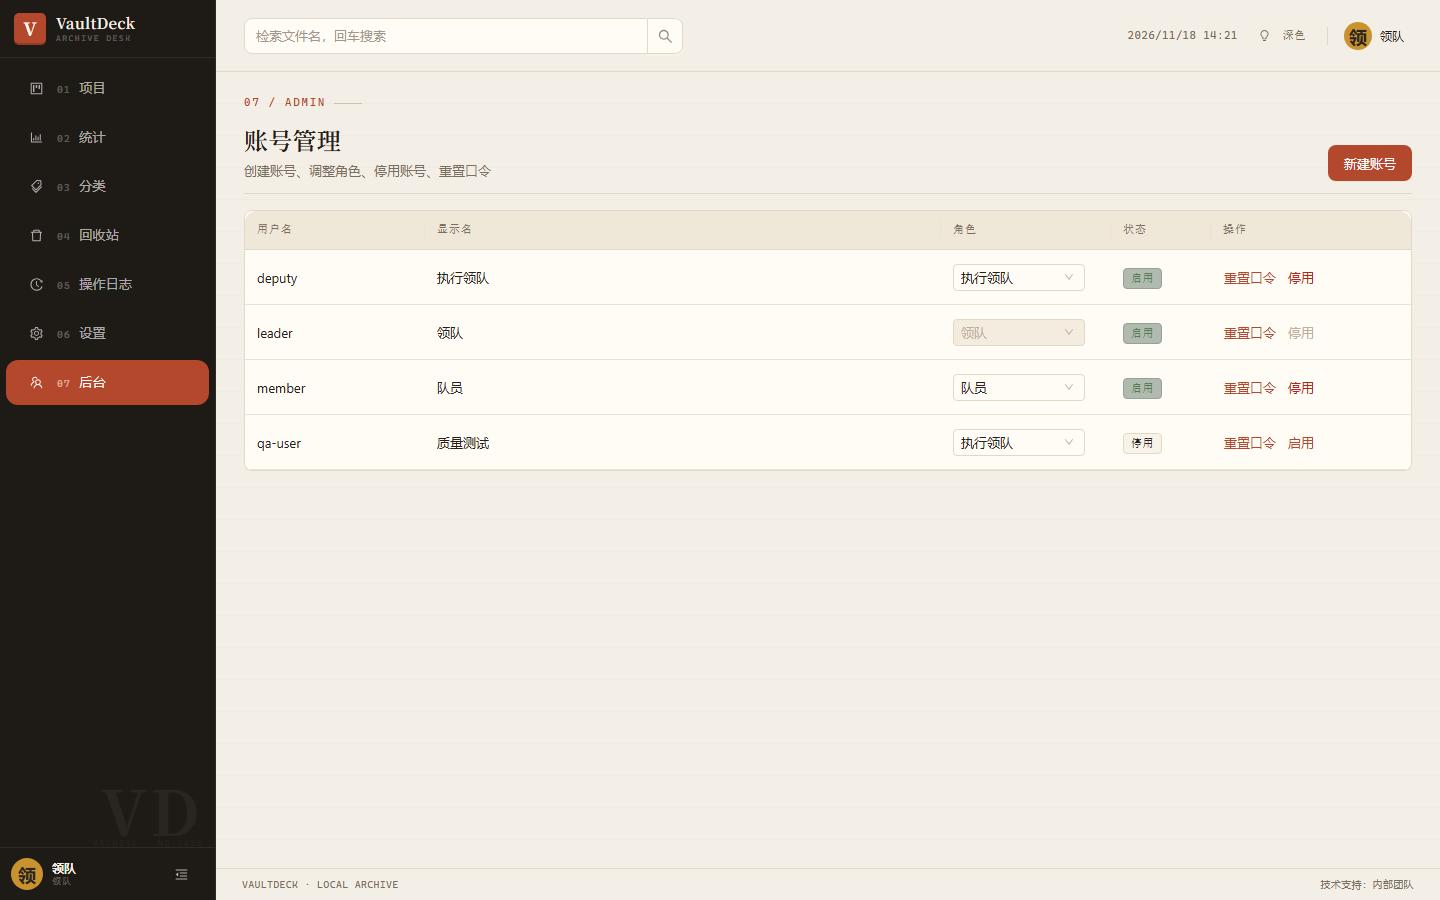 V VaultDeck
ARCHIVE DESK
01 项目
02 统计
03 分类
04 回收站
05 操作日志
06 设置
07 后台
VD
领 领队
领队
检索文件名，回车搜索
2026/11/18 14:21 深色 领 领队
07 / ADMIN
账号管理
创建账号、调整角色、停用账号、重置口令
新建账号
用户名 显示名 角色 状态 操作
deputy 执行领队 执行领队 启用 重置口令 停用
leader 领队 领队 启用 重置口令 停用
member 队员 队员 启用 重置口令 停用
qa-user 质量测试 执行领队 停用 重置口令 启用
VAULTDECK · LOCAL ARCHIVE
技术支持：内部团队